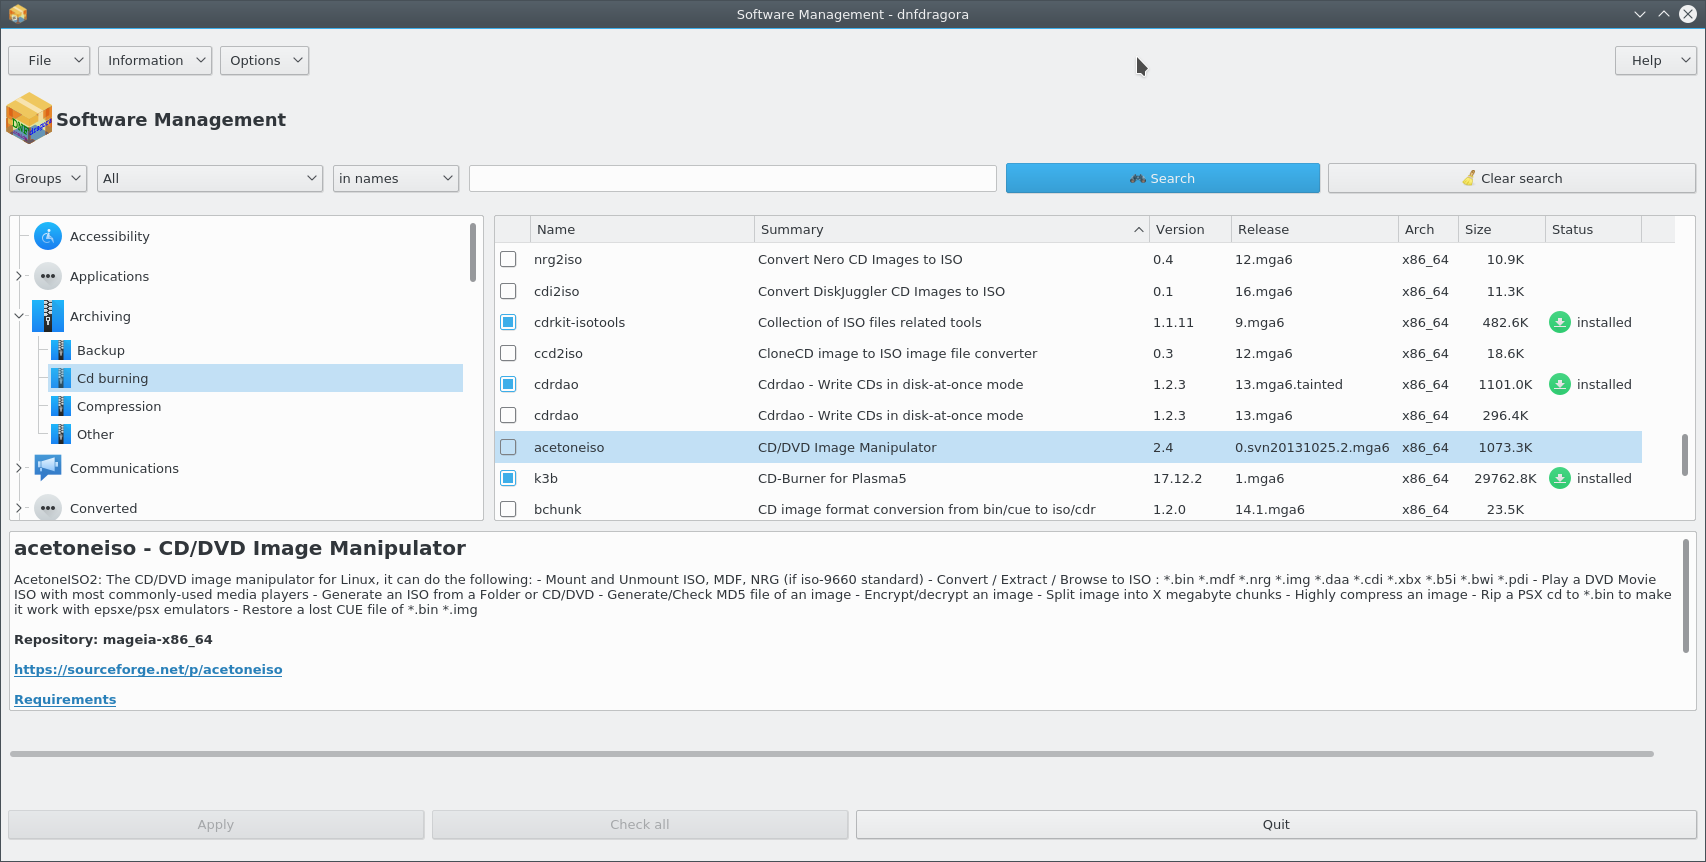 Software Management - dnfdragora
File
Information
Options
Help
Software Management
Groups
All
in names
Search
Clear search
Accessibility
Applications
Archiving
Backup
Cd burning
Compression
Other
Communications
Converted
Name Summary Version Release Arch Size Status
nrg2iso Convert Nero CD Images to ISO 0.4 12.mga6 x86_64 10.9K
cdi2iso Convert DiskJuggler CD Images to ISO 0.1 16.mga6 x86_64 11.3K
cdrkit-isotools Collection of ISO files related tools 1.1.11 9.mga6 x86_64 482.6K installed
ccd2iso CloneCD image to ISO image file converter 0.3 12.mga6 x86_64 18.6K
cdrdao Cdrdao - Write CDs in disk-at-once mode 1.2.3 13.mga6.tainted x86_64 1101.0K installed
cdrdao Cdrdao - Write CDs in disk-at-once mode 1.2.3 13.mga6 x86_64 296.4K
acetoneiso CD/DVD Image Manipulator 2.4 0.svn20131025.2.mga6 x86_64 1073.3K
k3b CD-Burner for Plasma5 17.12.2 1.mga6 x86_64 29762.8K installed
bchunk CD image format conversion from bin/cue to iso/cdr 1.2.0 14.1.mga6 x86_64 23.5K
acetoneiso - CD/DVD Image Manipulator
AcetoneISO2: The CD/DVD image manipulator for Linux, it can do the following: - Mount and Unmount ISO, MDF, NRG (if iso-9660 standard) - Convert / Extract / Browse to ISO : *.bin *.mdf *.nrg *.img *.daa *.cdi *.xbx *.b5i *.bwi *.pdi - Play a DVD Movie
ISO with most commonly-used media players - Generate an ISO from a Folder or CD/DVD - Generate/Check MD5 file of an image - Encrypt/decrypt an image - Split image into X megabyte chunks - Highly compress an image - Rip a PSX cd to *.bin to make
it work with epsxe/psx emulators - Restore a lost CUE file of *.bin *.img
Repository: mageia-x86_64
https://sourceforge.net/p/acetoneiso
Requirements
Apply
Check all
Quit